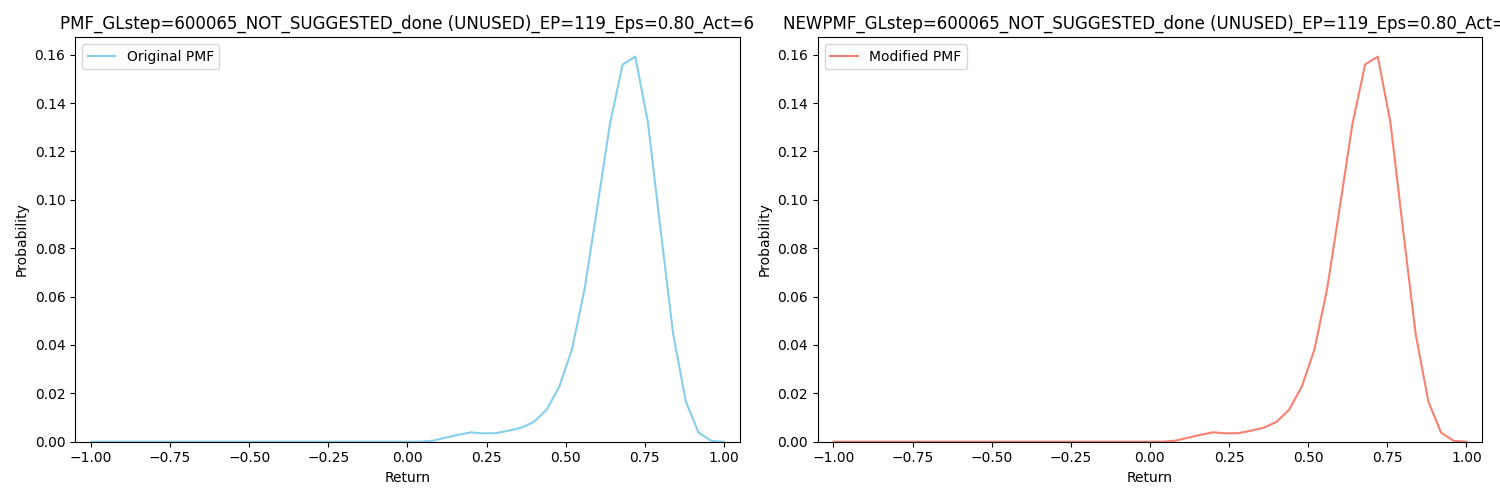 PMF_GLstep=600065_NOT_SUGGESTED_done (UNUSED)_EP=119_Eps=0.80_Act=6
Original PMF
Probability
0.16
0.14
0.12
0.10
0.08
0.06
0.04
0.02
0.00
−1.00 −0.75 −0.50 −0.25 0.00 0.25 0.50 0.75 1.00
Return
NEWPMF_GLstep=600065_NOT_SUGGESTED_done (UNUSED)_EP=119_Eps=0.80_Act=
Modified PMF
Probability
0.16
0.14
0.12
0.10
0.08
0.06
0.04
0.02
0.00
−1.00 −0.75 −0.50 −0.25 0.00 0.25 0.50 0.75 1.00
Return